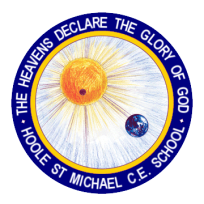 · THE HEAVENS DECLARE THE GLORY OF GOD ·
HOOLE ST MICHAEL C.E. SCHOOL